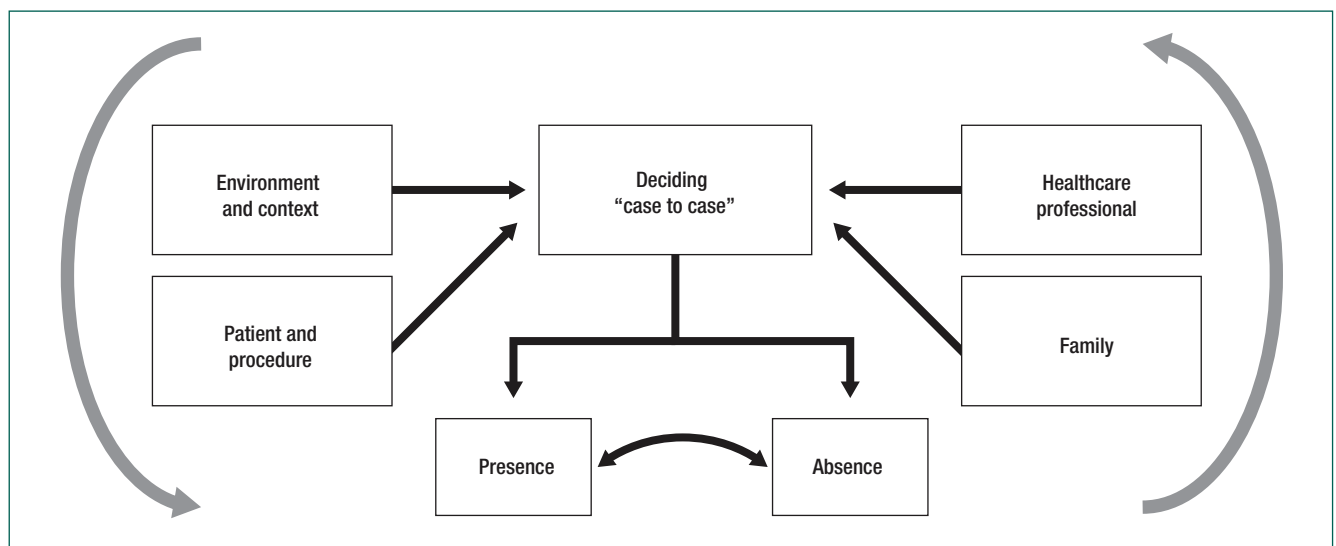 Environment
and context
Deciding
“case to case”
Healthcare
professional
Patient and
procedure
Family
Presence
Absence